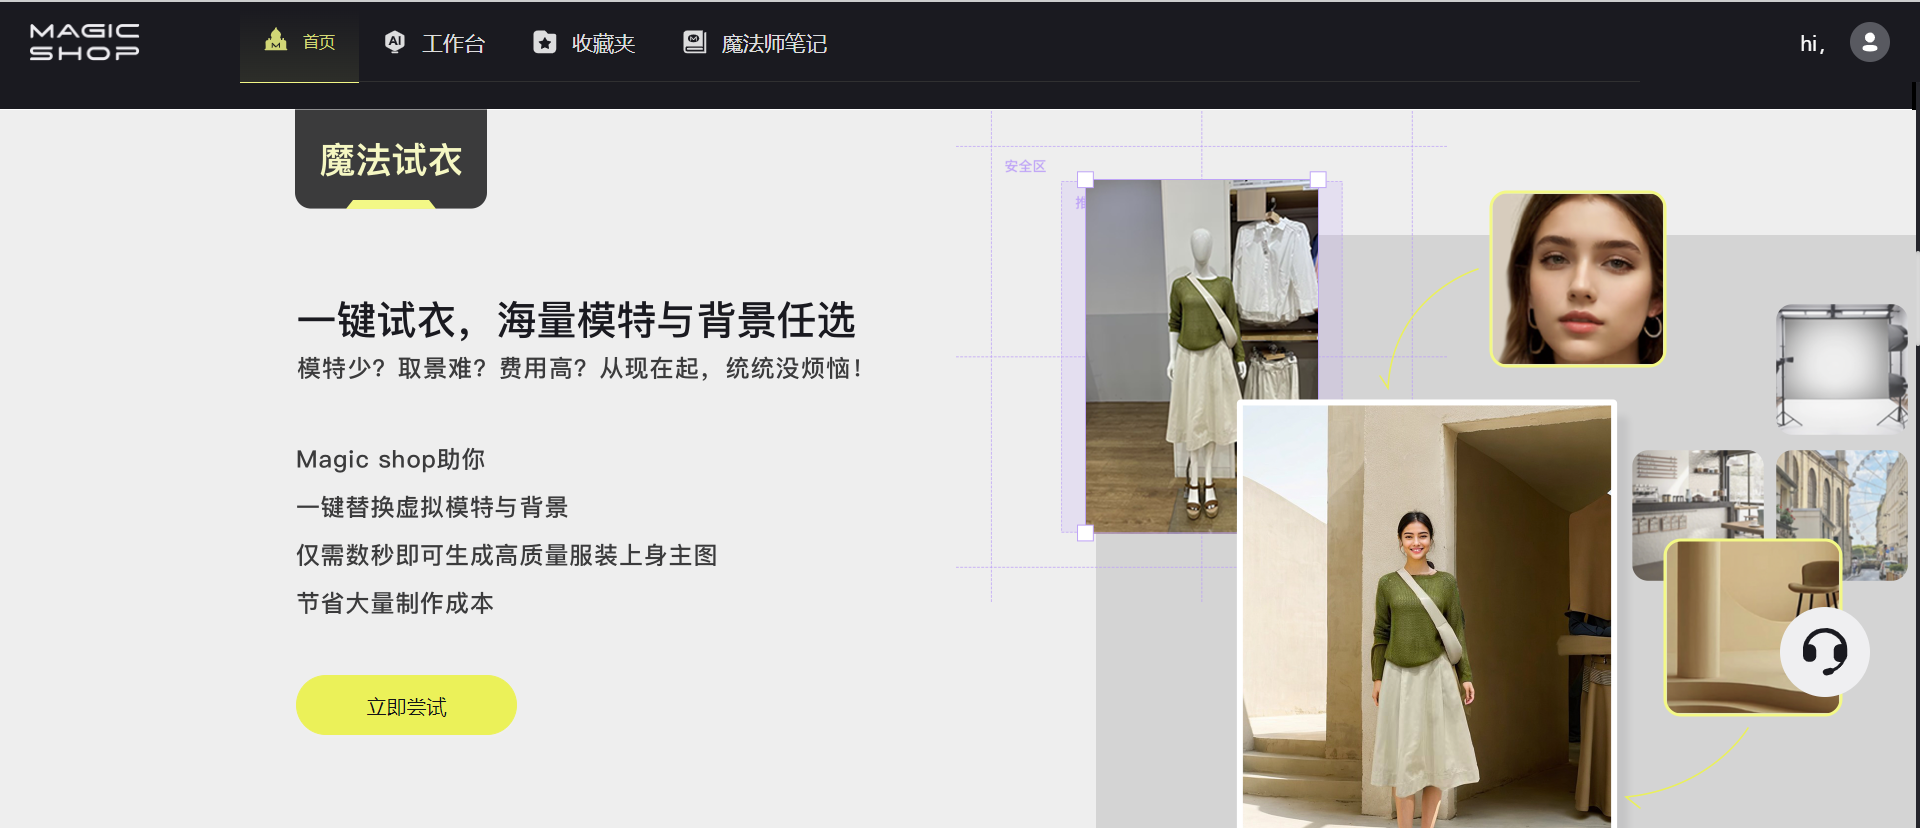 MAGIC
SHOP
首页
AI 工作台
收藏夹
魔法师笔记
hi,
魔法试衣
安全区
推
一键试衣，海量模特与背景任选
模特少？取景难？费用高？从现在起，统统没烦恼！
Magic shop助你
一键替换虚拟模特与背景
仅需数秒即可生成高质量服装上身主图
节省大量制作成本
立即尝试